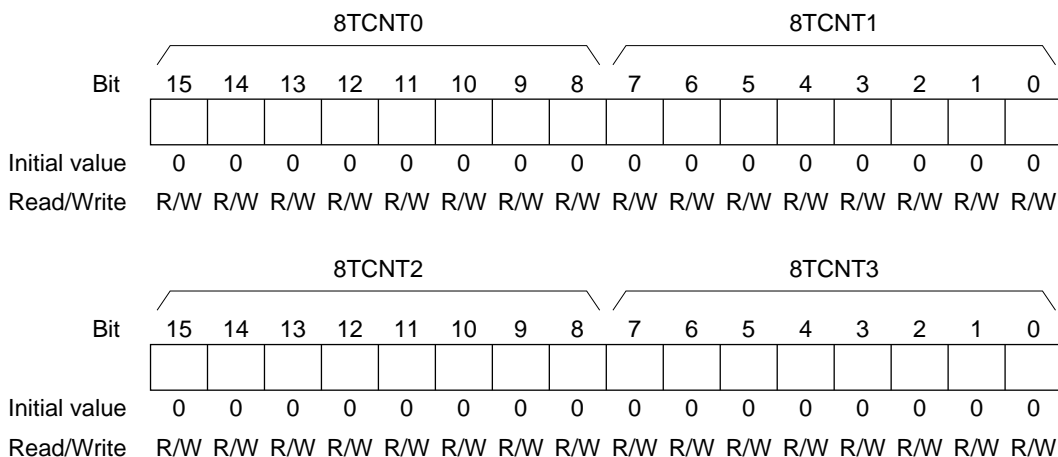 8TCNT0 8TCNT1
Bit 15 14 13 12 11 10 9 8 7 6 5 4 3 2 1 0
Initial value 0 0 0 0 0 0 0 0 0 0 0 0 0 0 0 0
Read/Write R/W R/W R/W R/W R/W R/W R/W R/W R/W R/W R/W R/W R/W R/W R/W R/W
8TCNT2 8TCNT3
Bit 15 14 13 12 11 10 9 8 7 6 5 4 3 2 1 0
Initial value 0 0 0 0 0 0 0 0 0 0 0 0 0 0 0 0
Read/Write R/W R/W R/W R/W R/W R/W R/W R/W R/W R/W R/W R/W R/W R/W R/W R/W